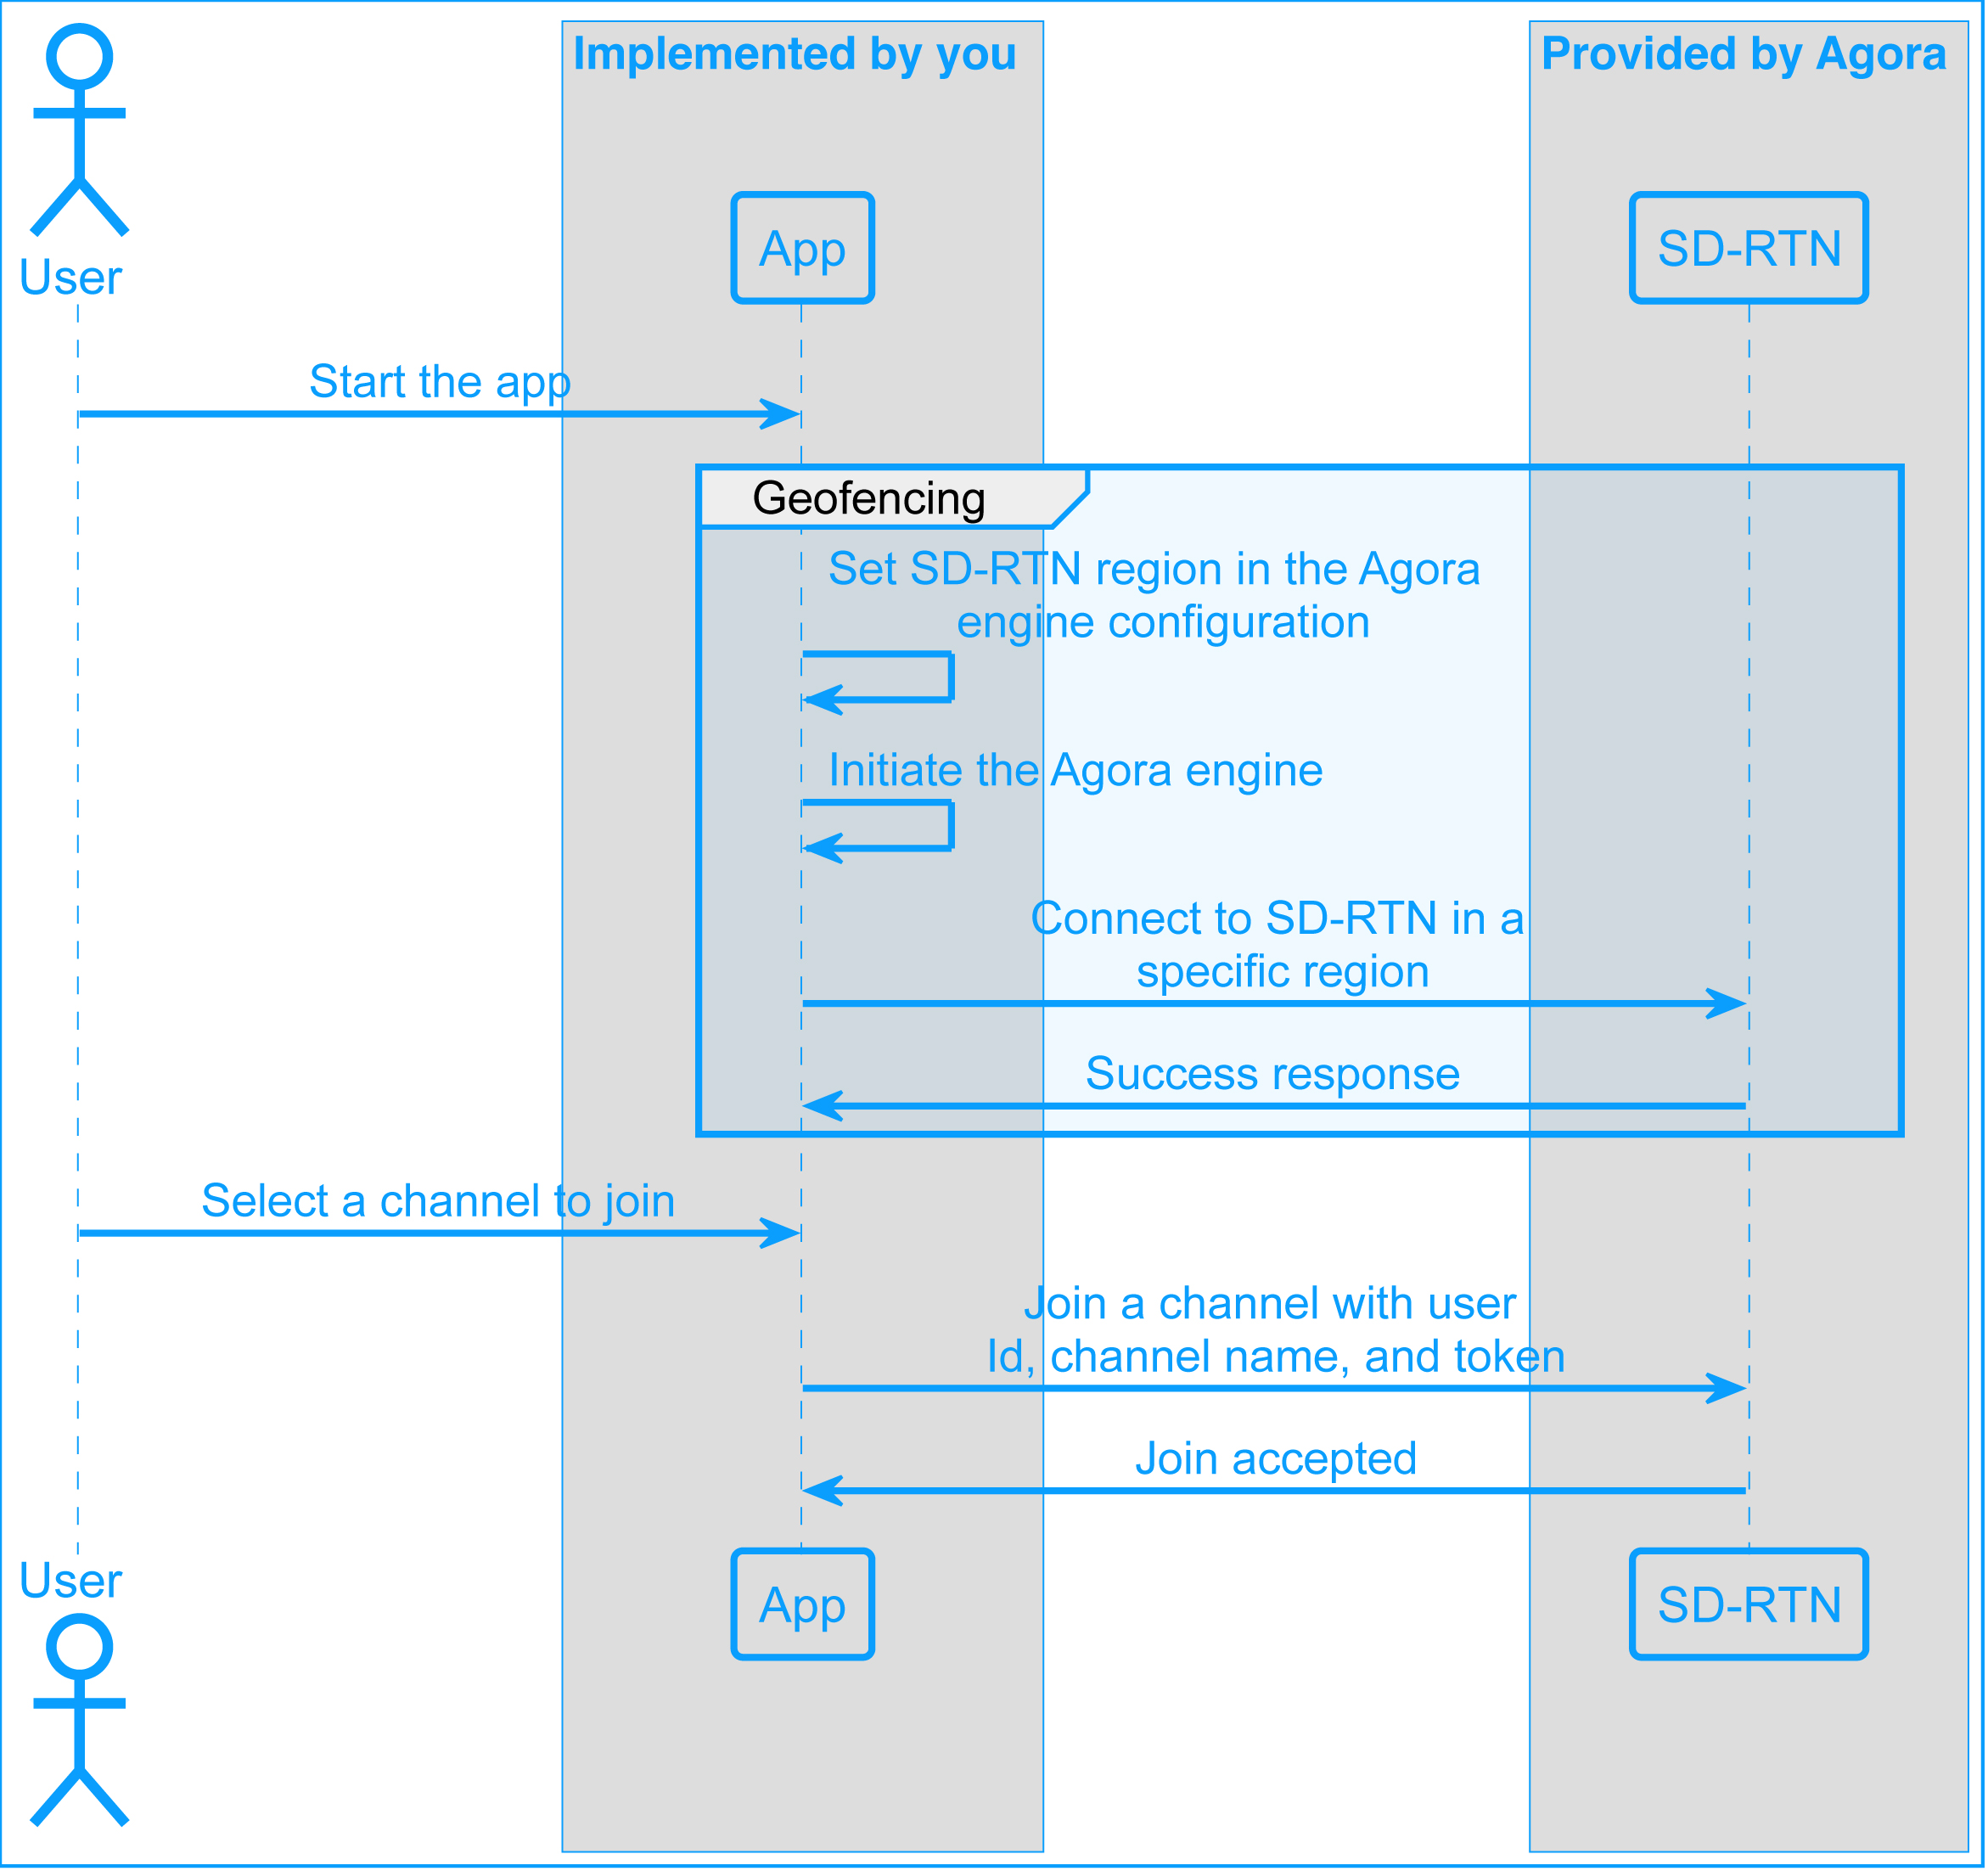 Implemented by you
Provided by Agora
User
App
SD-RTN
Start the app
Geofencing
Set SD-RTN region in the Agora
engine configuration
Initiate the Agora engine
Connect to SD-RTN in a
specific region
Success response
Select a channel to join
Join a channel with user
Id, channel name, and token
Join accepted
User
App
SD-RTN